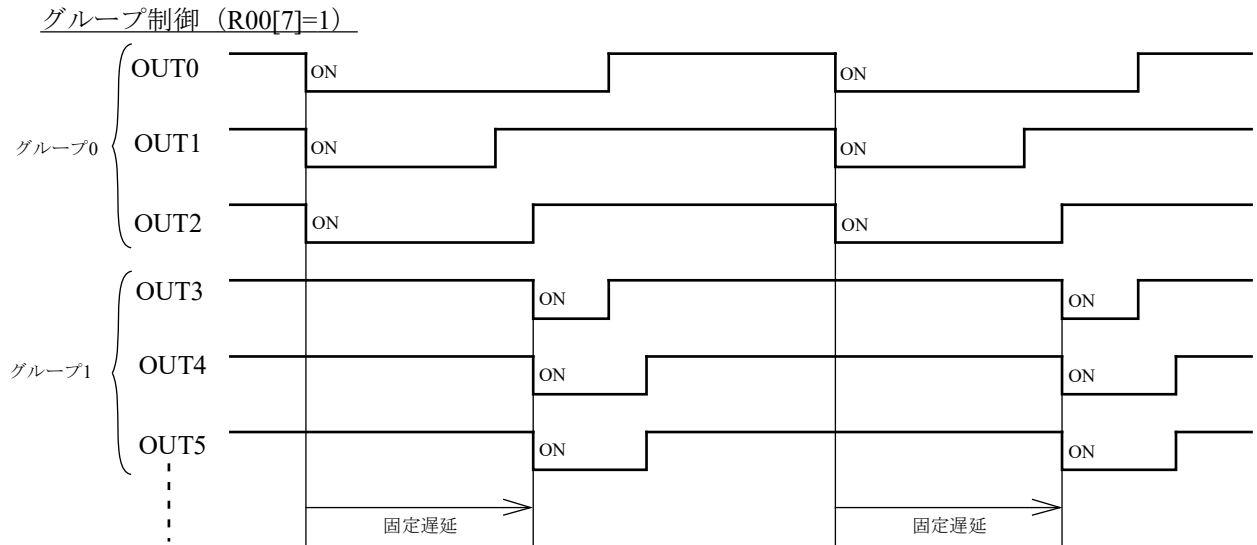 グループ制御（R00[7]=1）
OUT0 ON ON
グループ0 OUT1 ON ON
OUT2 ON ON
OUT3 ON ON
グループ1 OUT4 ON ON
OUT5 ON ON
固定遅延 固定遅延